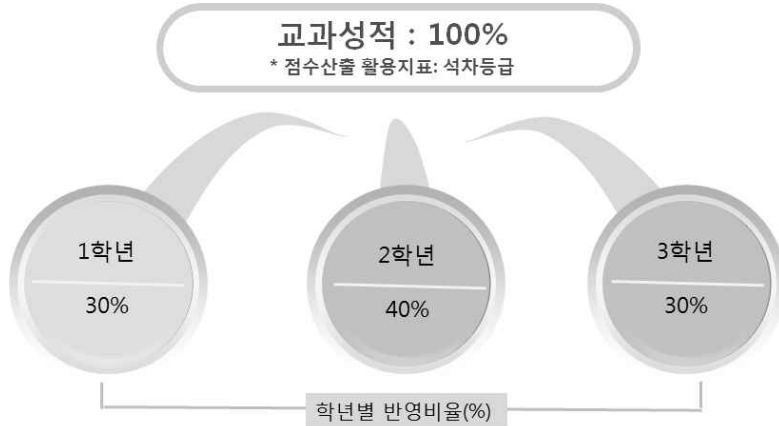 교과성적 : 100%
* 점수산출 활용지표: 석차등급
1학년
30%
2학년
40%
3학년
30%
학년별 반영비율(%)